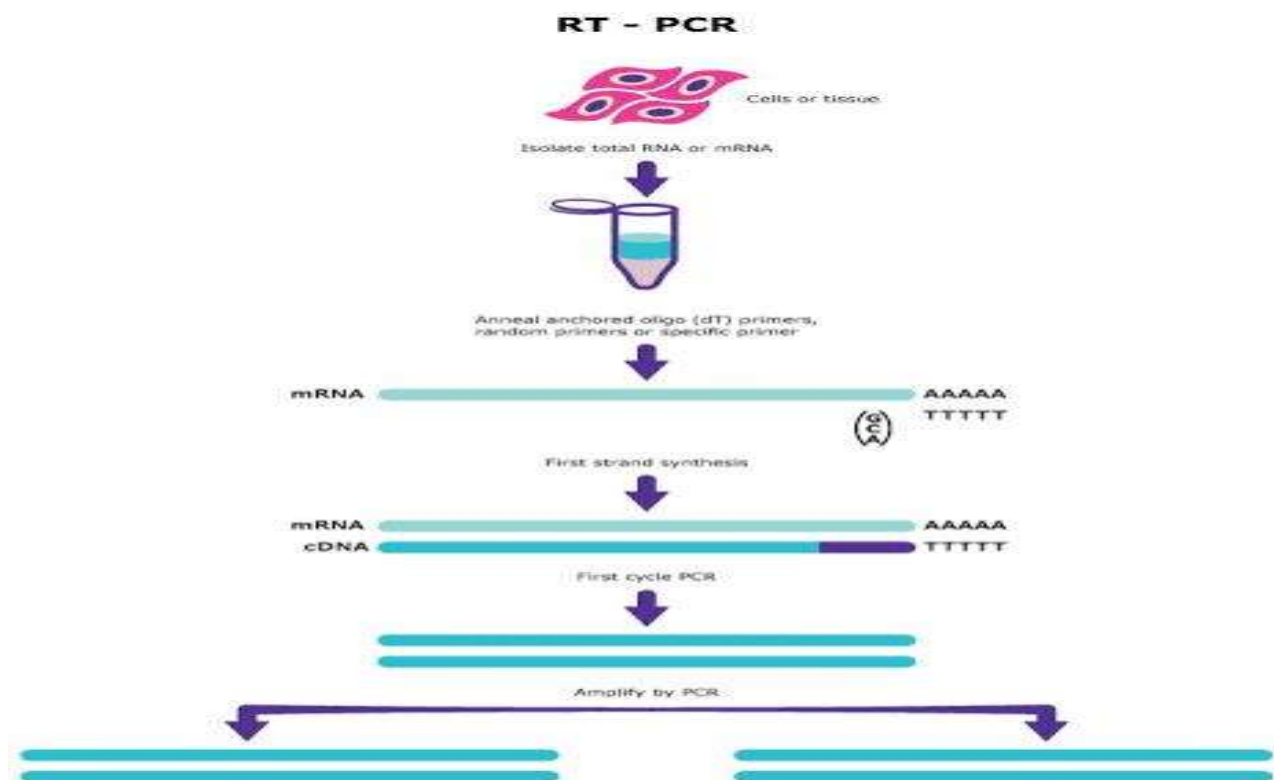 RT - PCR
Cells or tissue
Isolate total RNA or mRNA
Anneal anchored oligo (dT) primers,
random primers or specific primer
mRNA AAAAA
TTTTT
First strand synthesis
mRNA AAAAA
cDNA TTTTT
First cycle PCR
Amplify by PCR